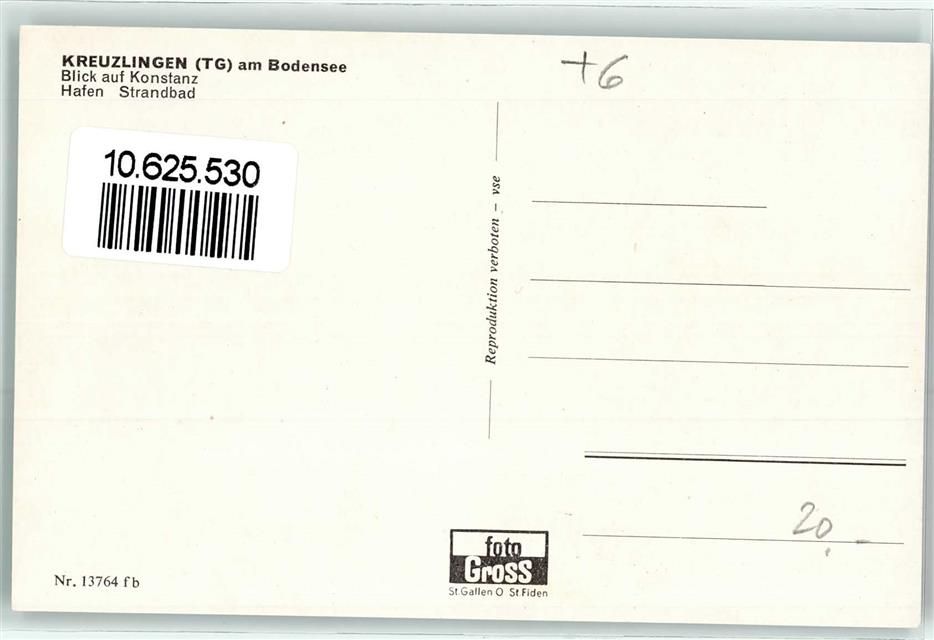 KREUZLINGEN (TG) am Bodensee
Blick auf Konstanz
Hafen Strandbad
+6
10.625.530
Reproduktion verboten – vse
20.-
foto
Gross
St.Gallen O St.Fiden
Nr. 13764 f b